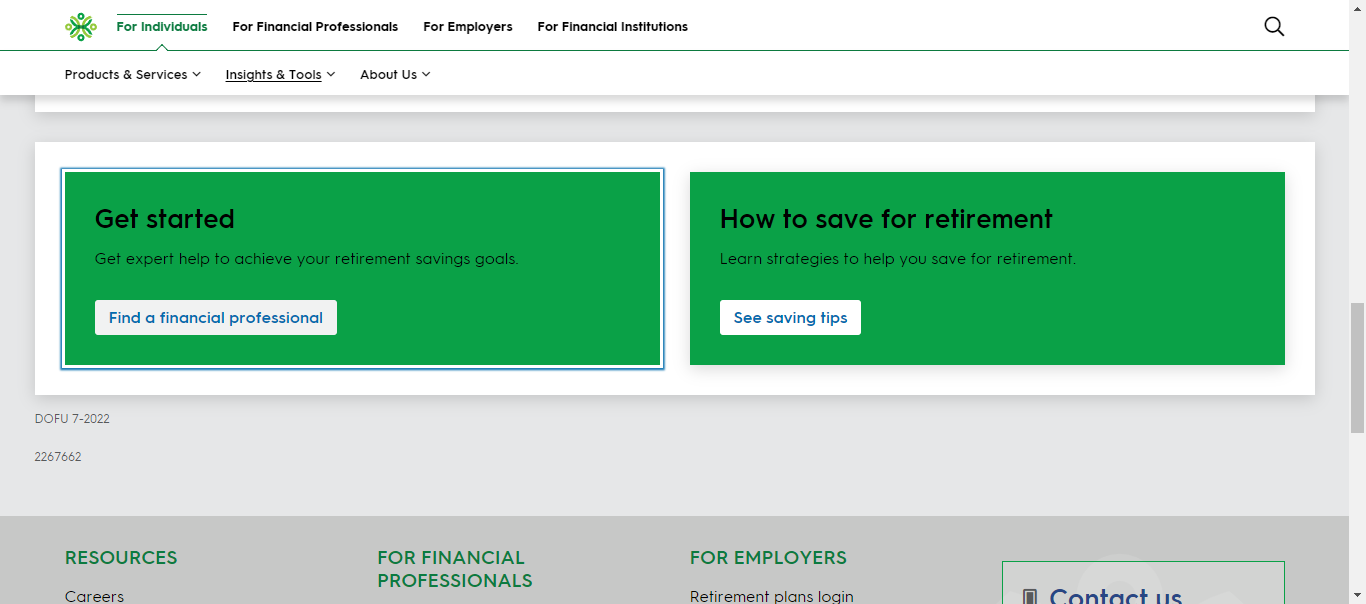 For Individuals
For Financial Professionals
For Employers
For Financial Institutions
Products & Services
Insights & Tools
About Us
Get started
Get expert help to achieve your retirement savings goals.
Find a financial professional
How to save for retirement
Learn strategies to help you save for retirement.
See saving tips
DOFU 7-2022
2267662
RESOURCES
Careers
FOR FINANCIAL
PROFESSIONALS
FOR EMPLOYERS
Retirement plans login
Contact us